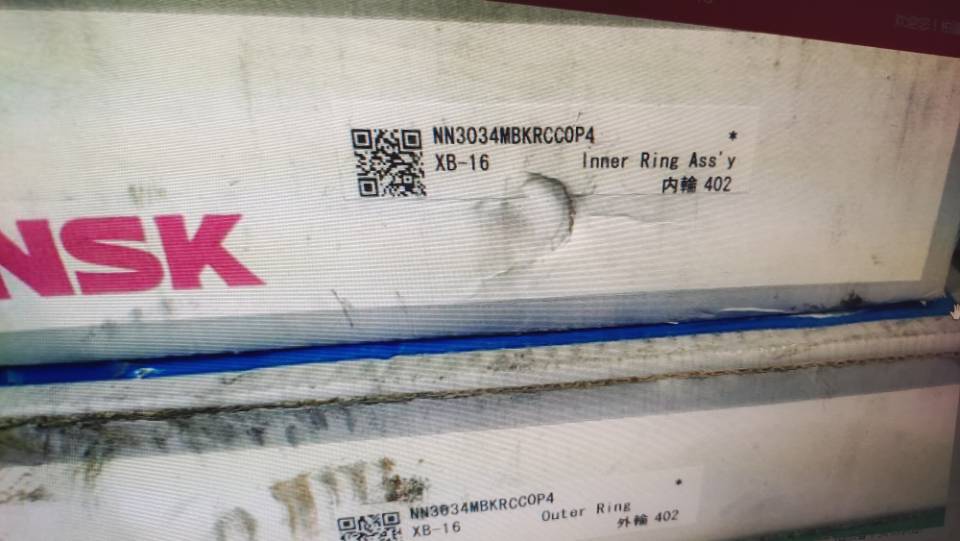 NN3034MBKRCC0P4 *
XB-16 Inner Ring Ass'y
内輪 402
NSK
NN3034MBKRCC0P4 *
XB-16 Outer Ring
外輪 402